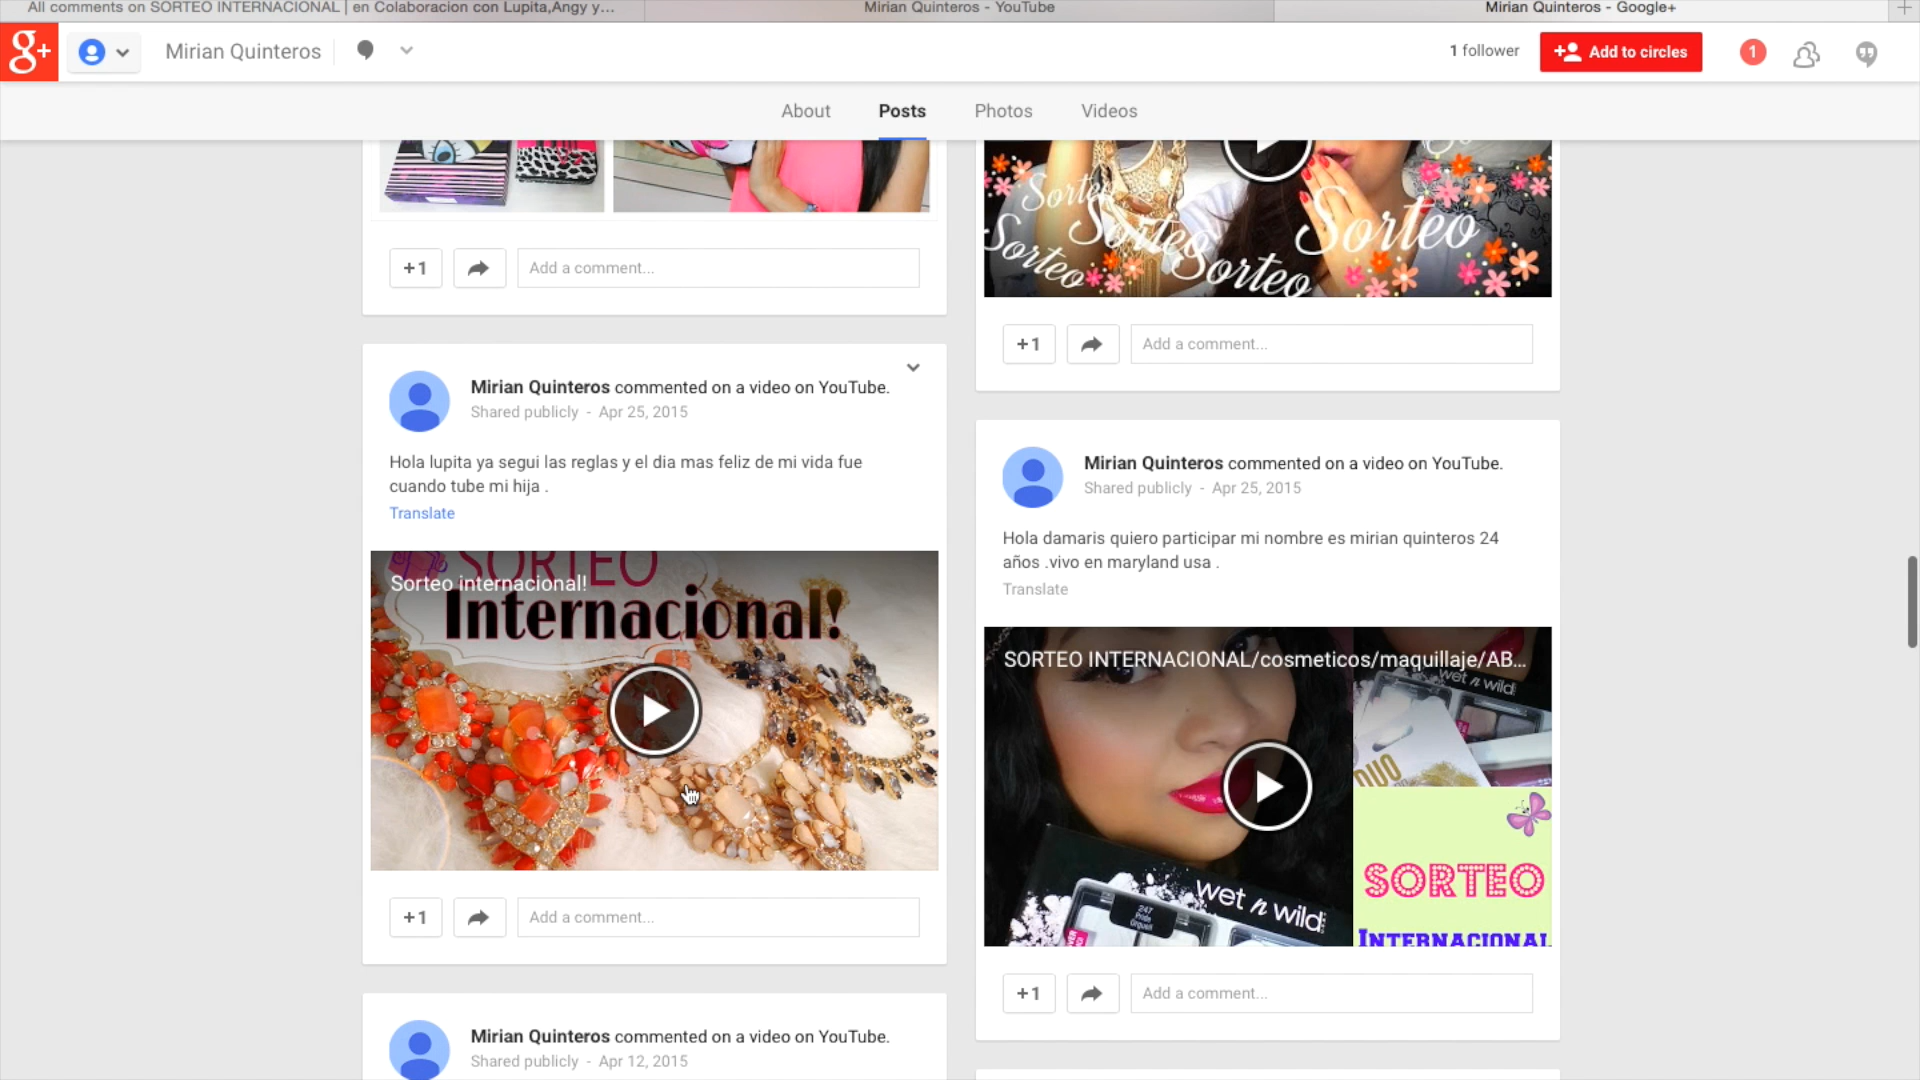 All comments on SORTEO INTERNACIONAL | en Colaboracion con Lupita,Angy y...
Mirian Quinteros - YouTube
Mirian Quinteros - Google+
g+
Mirian Quinteros
1 follower
Add to circles
1
About
Posts
Photos
Videos
+1
Add a comment...
Sorteo
Sorteo
Sorteo
Sorteo
Sorteo
+1
Add a comment...
Mirian Quinteros commented on a video on YouTube.
Shared publicly - Apr 25, 2015
Hola lupita ya segui las reglas y el dia mas feliz de mi vida fue
cuando tube mi hija .
Translate
SORTEO
Sorteo internacional!
Internacional!
+1
Add a comment...
Mirian Quinteros commented on a video on YouTube.
Shared publicly - Apr 25, 2015
Hola damaris quiero participar mi nombre es mirian quinteros 24
años .vivo en maryland usa .
Translate
SORTEO INTERNACIONAL/cosmeticos/maquillaje/AB...
wet n wild
DUO
SORTEO
INTERNACIONAL
247
wet n wild
+1
Add a comment...
Mirian Quinteros commented on a video on YouTube.
Shared publicly - Apr 12, 2015